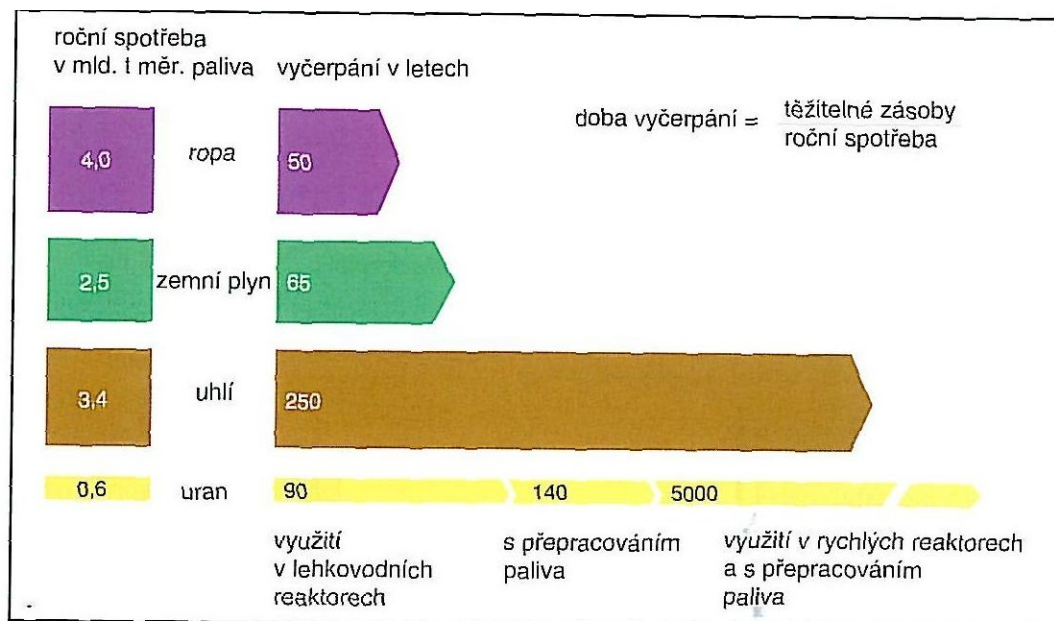 roční spotřeba
v mld. t měr. paliva
vyčerpání v letech
doba vyčerpání = těžitelné zásoby
roční spotřeba
4,0 ropa 50
2,5 zemní plyn 65
3,4 uhlí 250
0,6 uran 90 140 5000
využití
v lehkovodních
reaktorech
s přepracováním
paliva
využití v rychlých reaktorech
a s přepracováním
paliva